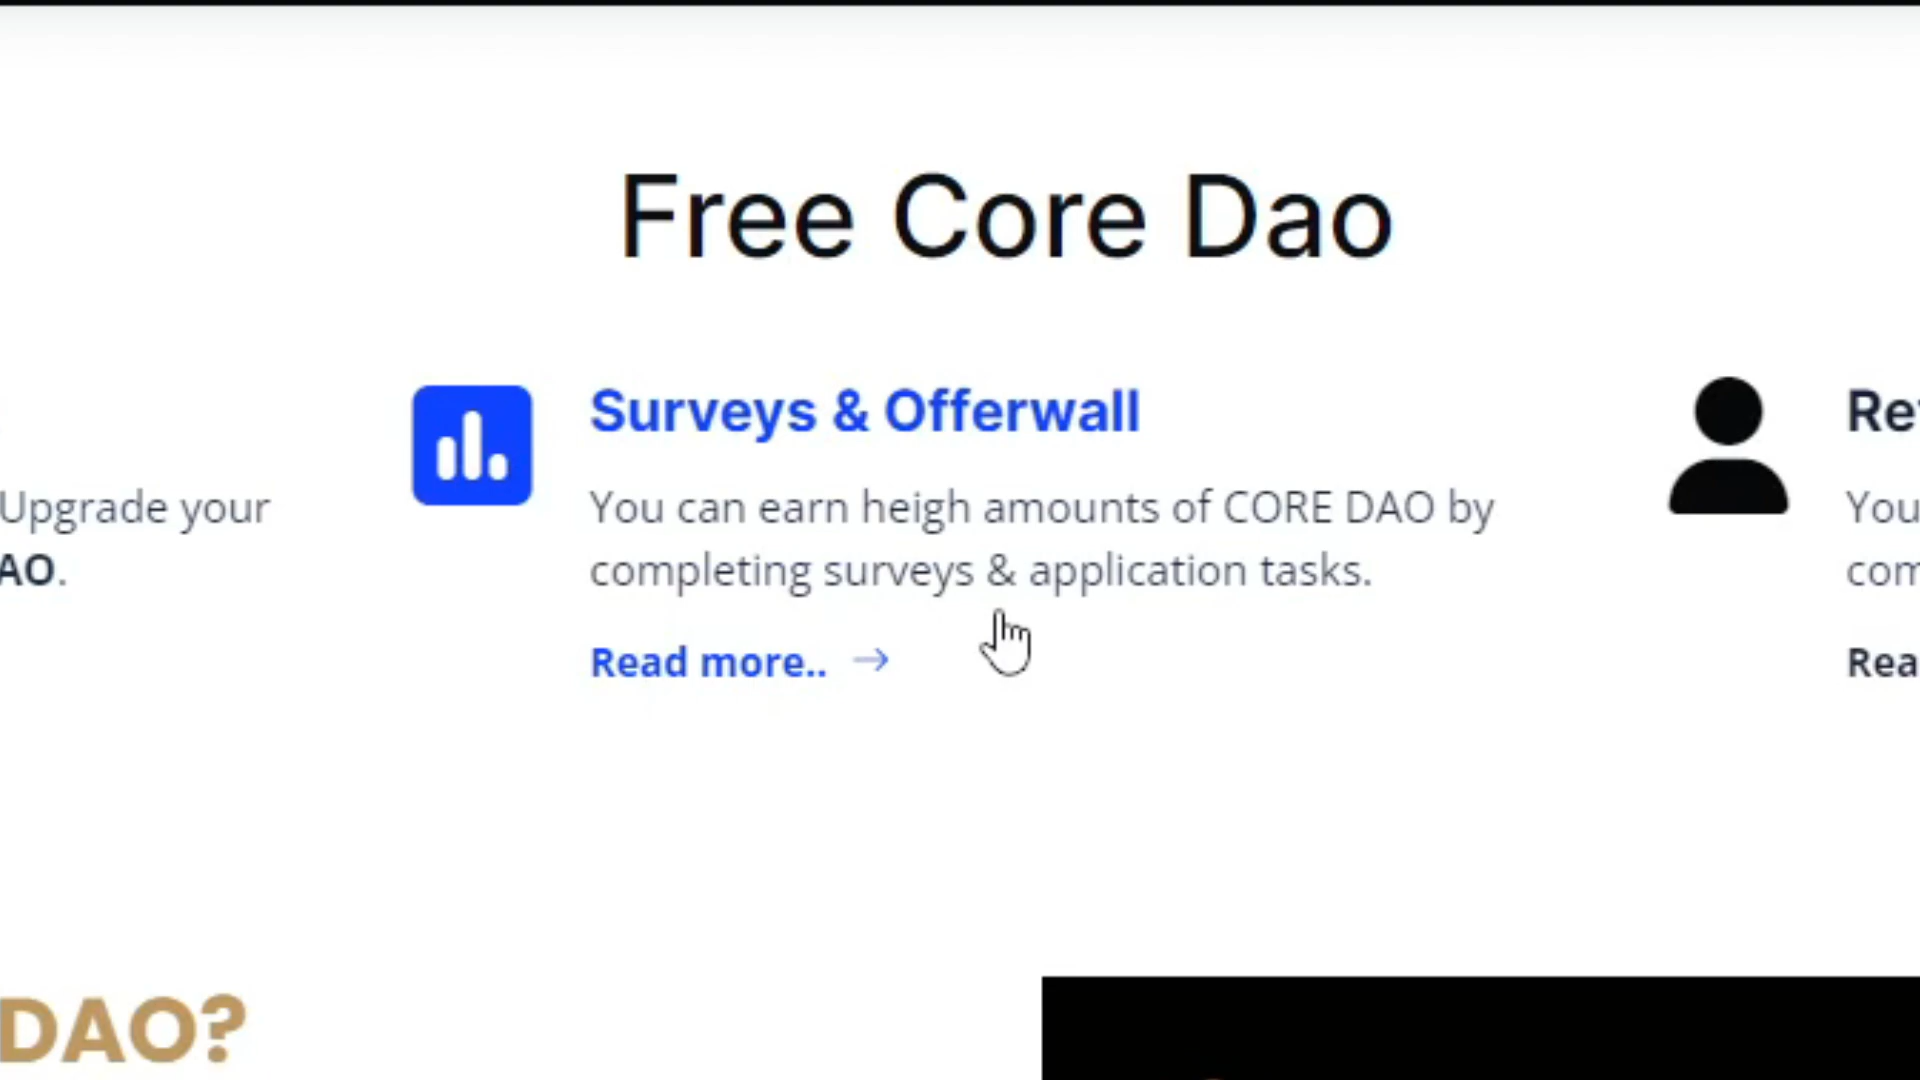 Free Core Dao
Upgrade your
AO.
Surveys & Offerwall
You can earn heigh amounts of CORE DAO by
completing surveys & application tasks.
Read more..
You
DAO?